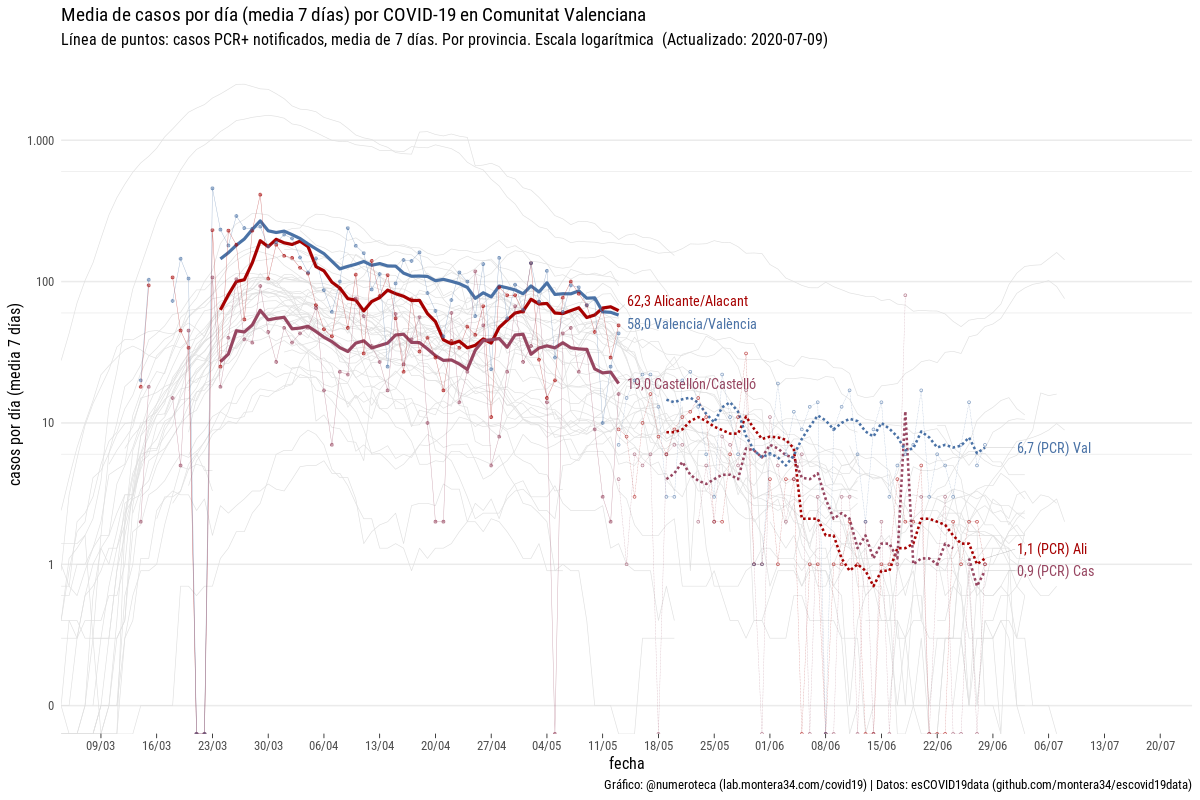 Media de casos por día (media 7 días) por COVID-19 en Comunitat Valenciana
Línea de puntos: casos PCR+ notificados, media de 7 días. Por provincia. Escala logarítmica (Actualizado: 2020-07-09)
casos por día (media 7 días)
1.000
100
10
1
0
62,3 Alicante/Alacant
58,0 Valencia/València
19,0 Castellón/Castelló
6,7 (PCR) Val
1,1 (PCR) Ali
0,9 (PCR) Cas
09/03 16/03 23/03 30/03 06/04 13/04 20/04 27/04 04/05 11/05 18/05 25/05 01/06 08/06 15/06 22/06 29/06 06/07 13/07 20/07
fecha
Gráfico: @numeroteca (lab.montera34.com/covid19) | Datos: esCOVID19data (github.com/montera34/escovid19data)